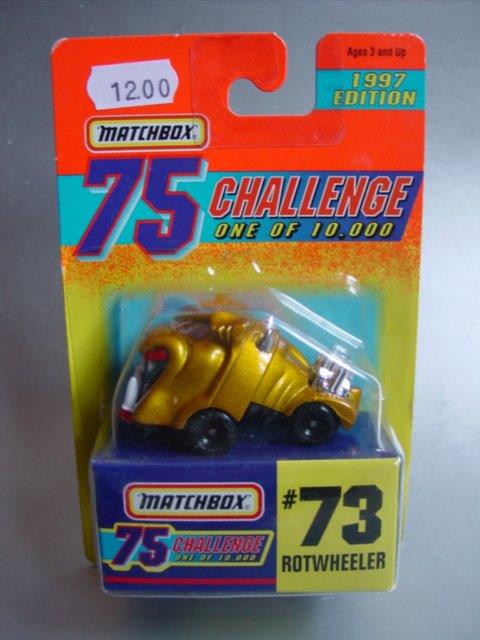 Ages 3 and Up
1997
EDITION
12.00
MATCHBOX®
75 CHALLENGE
ONE OF 10,000
MATCHBOX®
75 CHALLENGE
ONE OF 10,000
#73
ROTWHEELER